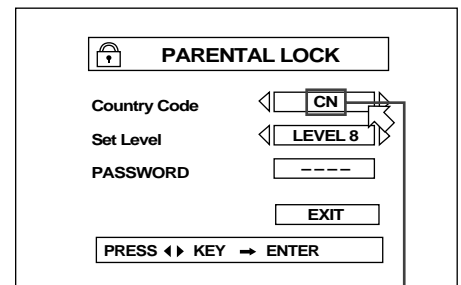 PARENTAL LOCK
Country Code CN
Set Level LEVEL 8
PASSWORD – – – –
EXIT
PRESS ◀ ▶ KEY → ENTER